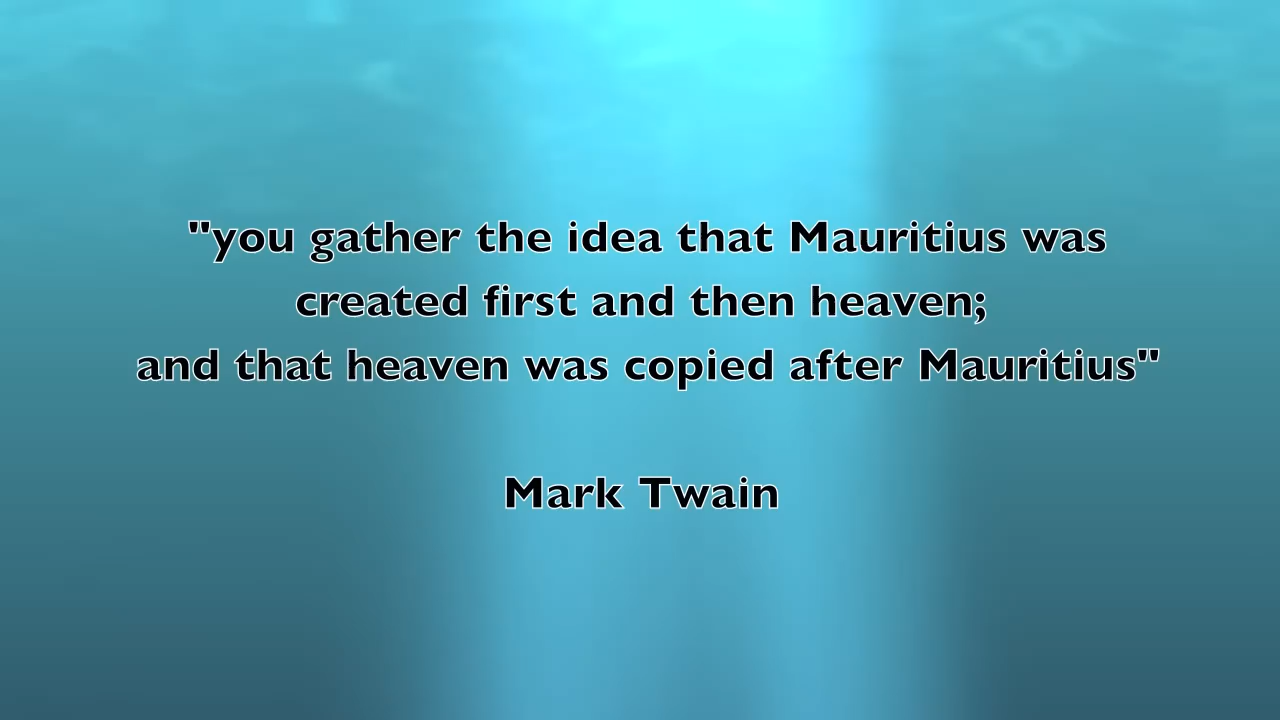 "you gather the idea that Mauritius was
created first and then heaven;
and that heaven was copied after Mauritius"
Mark Twain